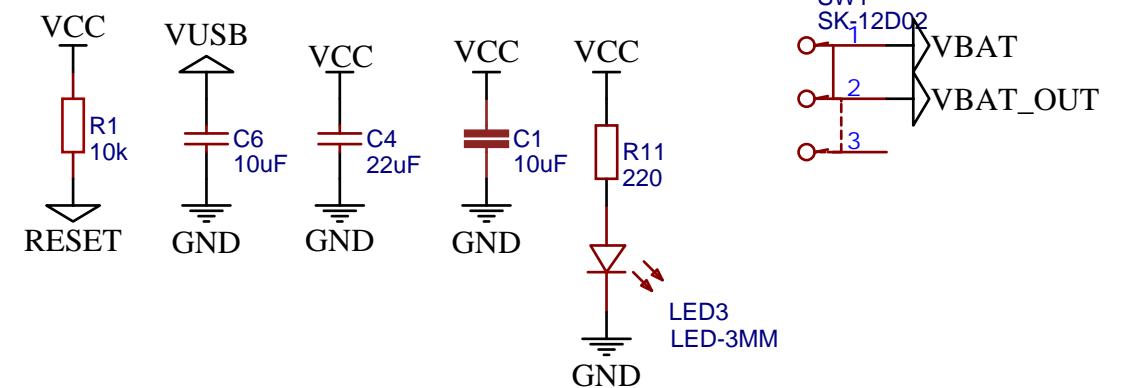 VCC
R1
10k
RESET
VUSB
C6
10uF
GND
VCC
C4
22uF
GND
VCC
C1
10uF
GND
VCC
R11
220
LED3
LED-3MM
GND
SW1
SK-12D02
1
VBAT
2
VBAT_OUT
3